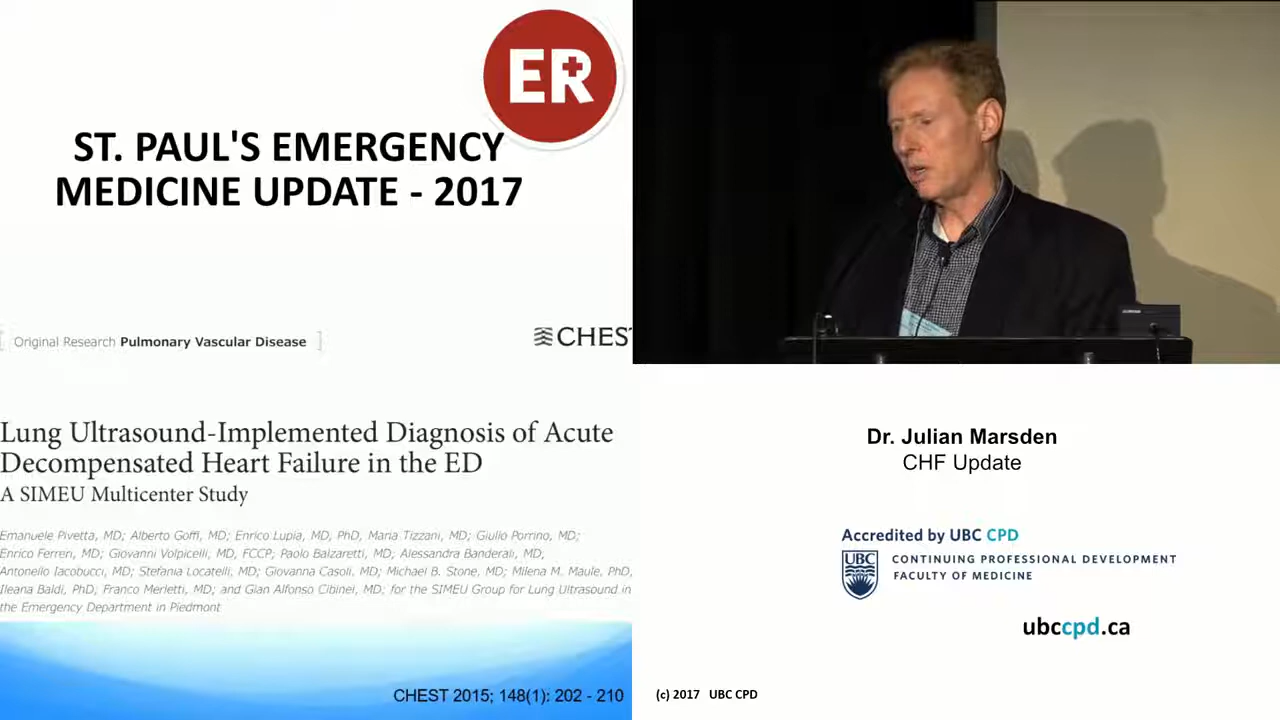 ER
ST. PAUL'S EMERGENCY
MEDICINE UPDATE - 2017
[ Original Research Pulmonary Vascular Disease ]
CHEST
Lung Ultrasound-Implemented Diagnosis of Acute
Decompensated Heart Failure in the ED
A SIMEU Multicenter Study
Emanuele Pivetta, MD; Alberto Goffi, MD; Enrico Lupia, MD, PhD; Maria Tizzani, MD; Giulio Porrino, MD;
Enrico Ferreri, MD; Giovanni Volpicelli, MD, FCCP; Paolo Balzaretti, MD; Alessandra Banderali, MD;
Antonello Iacobucci, MD; Stefania Locatelli, MD; Giovanna Casoli, MD; Michael B. Stone, MD; Milena M. Maule, PhD;
Ileana Baldi, PhD; Franco Merletti, MD; and Gian Alfonso Cibinel, MD; for the SIMEU Group for Lung Ultrasound in
the Emergency Department in Piedmont
CHEST 2015; 148(1): 202 - 210
Dr. Julian Marsden
CHF Update
Accredited by UBC CPD
UBC
CONTINUING PROFESSIONAL DEVELOPMENT
FACULTY OF MEDICINE
ubccpd.ca
(c) 2017 UBC CPD